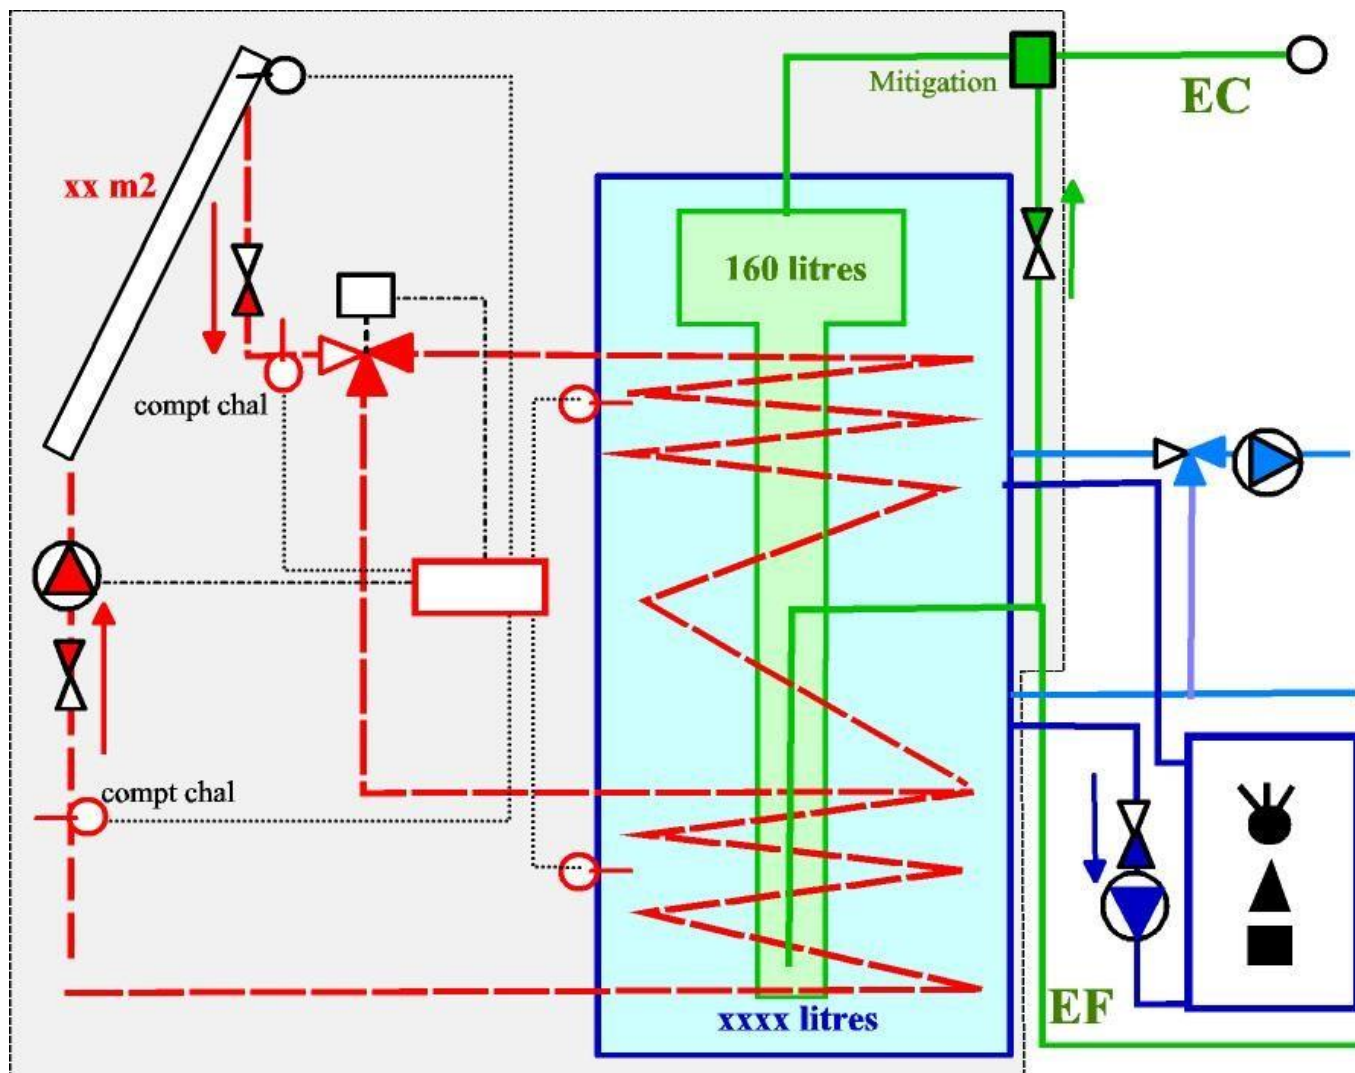 Mitigation
EC
xx m2
160 litres
compt chal
compt chal
EF
xxxx litres